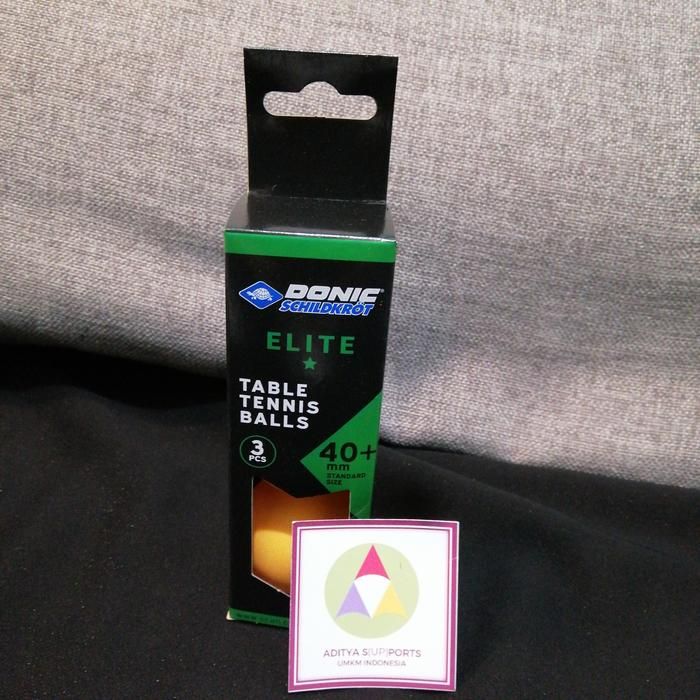 DONIC
SCHILDKRÖT
ELITE
TABLE
TENNIS
BALLS
3
PCS
40+
mm
STANDARD
SIZE
ADITYA S(UP)PORTS
UMKM INDONESIA